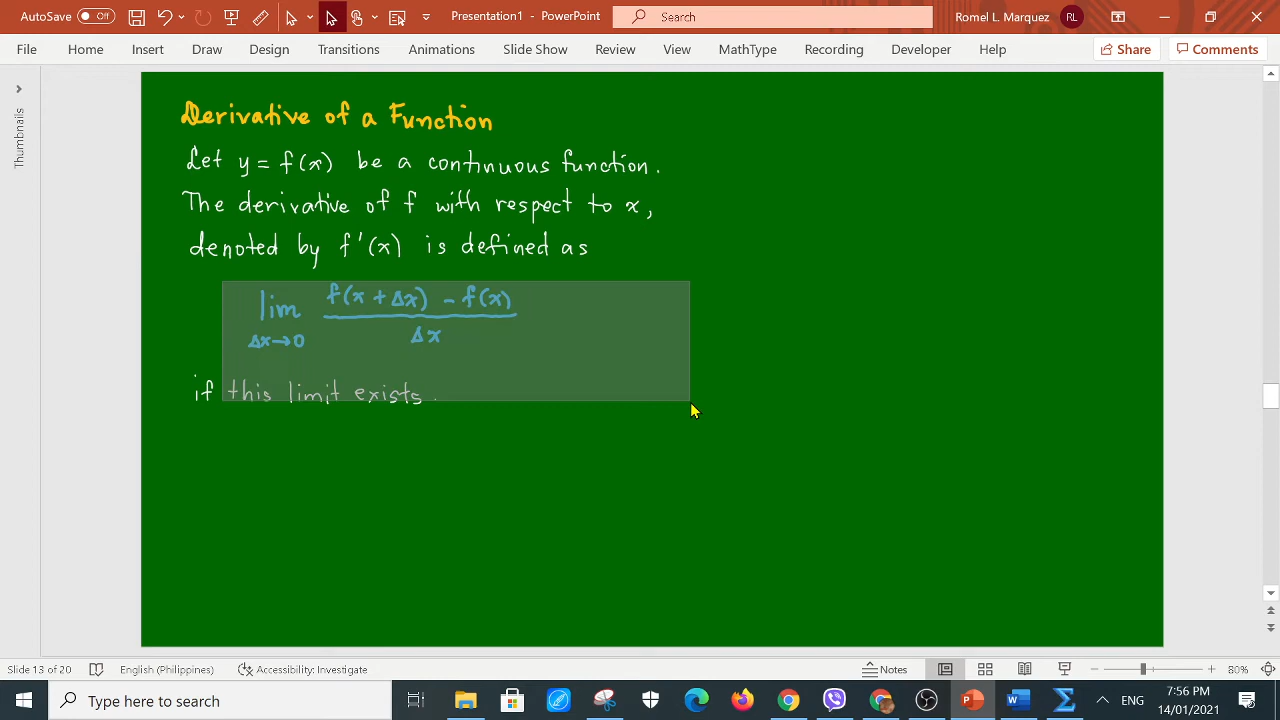 AutoSave Off Presentation1 - PowerPoint Search Romel L. Marquez RL
File Home Insert Draw Design Transitions Animations Slide Show Review View MathType Recording Developer Help Share Comments
Thumbnails
Derivative of a Function
Let y = f(x) be a continuous function.
The derivative of f with respect to x,
denoted by f'(x) is defined as
lim f(x + Δx) - f(x)
Δx→0 Δx
if this limit exists.
Slide 13 of 20 English (Philippines) Accessibility: Investigate Notes 80%
Type here to search ENG 7:56 PM
14/01/2021